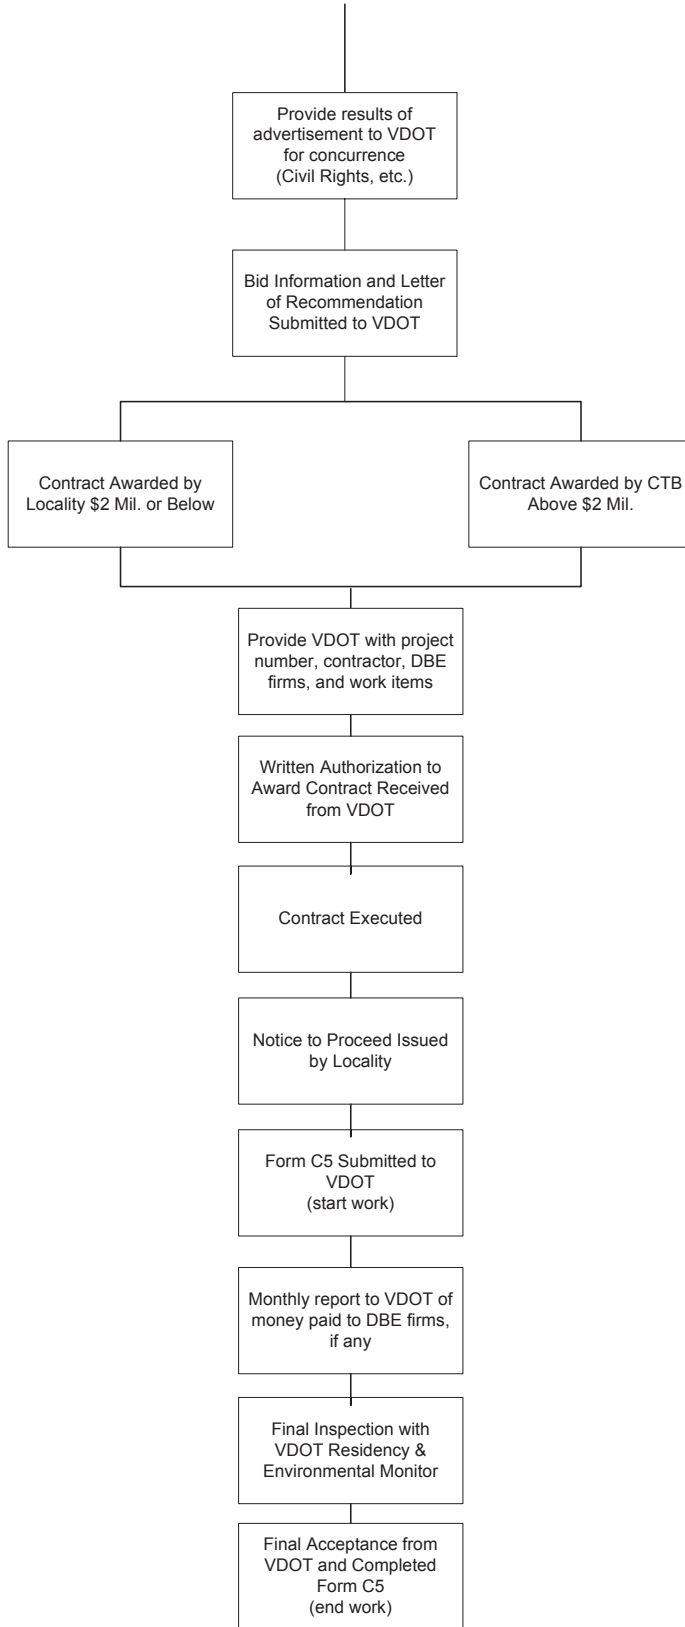 Provide results of
advertisement to VDOT
for concurrence
(Civil Rights, etc.)
Bid Information and Letter
of Recommendation
Submitted to VDOT
Contract Awarded by
Locality $2 Mil. or Below
Contract Awarded by CTB
Above $2 Mil.
Provide VDOT with project
number, contractor, DBE
firms, and work items
Written Authorization to
Award Contract Received
from VDOT
Contract Executed
Notice to Proceed Issued
by Locality
Form C5 Submitted to
VDOT
(start work)
Monthly report to VDOT of
money paid to DBE firms,
if any
Final Inspection with
VDOT Residency &
Environmental Monitor
Final Acceptance from
VDOT and Completed
Form C5
(end work)